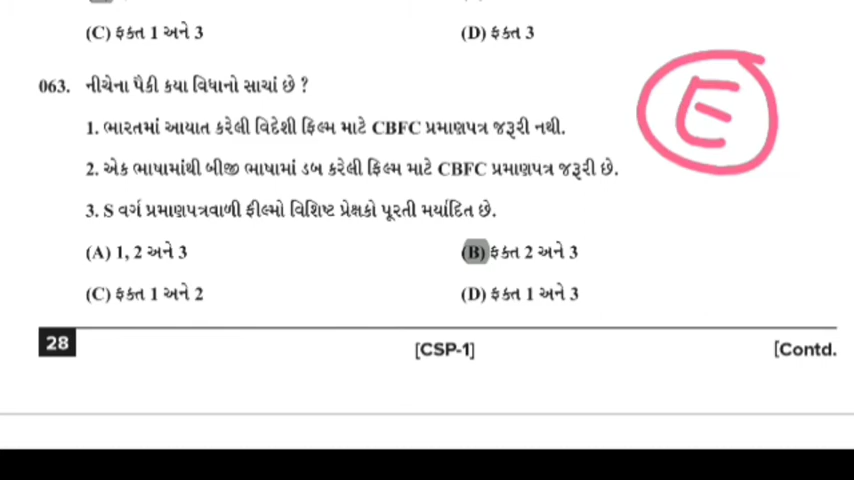 (C) ફક્ત 1 અને 3 (D) ફક્ત 3
063. નીચેના પૈકી કયા વિધાનો સાચાં છે ?
E
1. ભારતમાં આયાત કરેલી વિદેશી ફિલ્મ માટે CBFC પ્રમાણપત્ર જરૂરી નથી.
2. એક ભાષામાંથી બીજી ભાષામાં ડબ કરેલી ફિલ્મ માટે CBFC પ્રમાણપત્ર જરૂરી છે.
3. S વર્ગ પ્રમાણપત્રવાળી ફીલ્મો વિશિષ્ટ પ્રેક્ષકો પૂરતી મર્યાદિત છે.
(A) 1, 2 અને 3 (B) ફક્ત 2 અને 3
(C) ફક્ત 1 અને 2 (D) ફક્ત 1 અને 3
28 [CSP-1] [Contd.